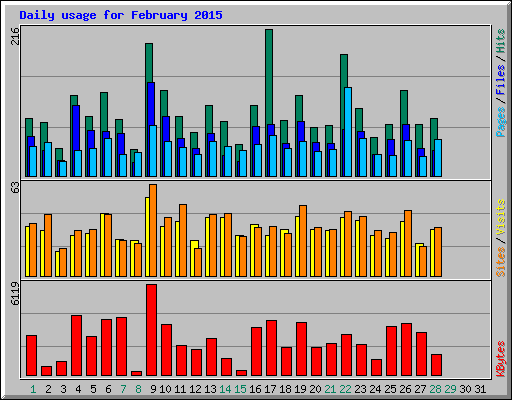 Daily usage for February 2015
216
Pages / Files / Hits
63
Sites / Visits
6119
KBytes
1 2 3 4 5 6 7 8 9 10 11 12 13 14 15 16 17 18 19 20 21 22 23 24 25 26 27 28 29 30 31